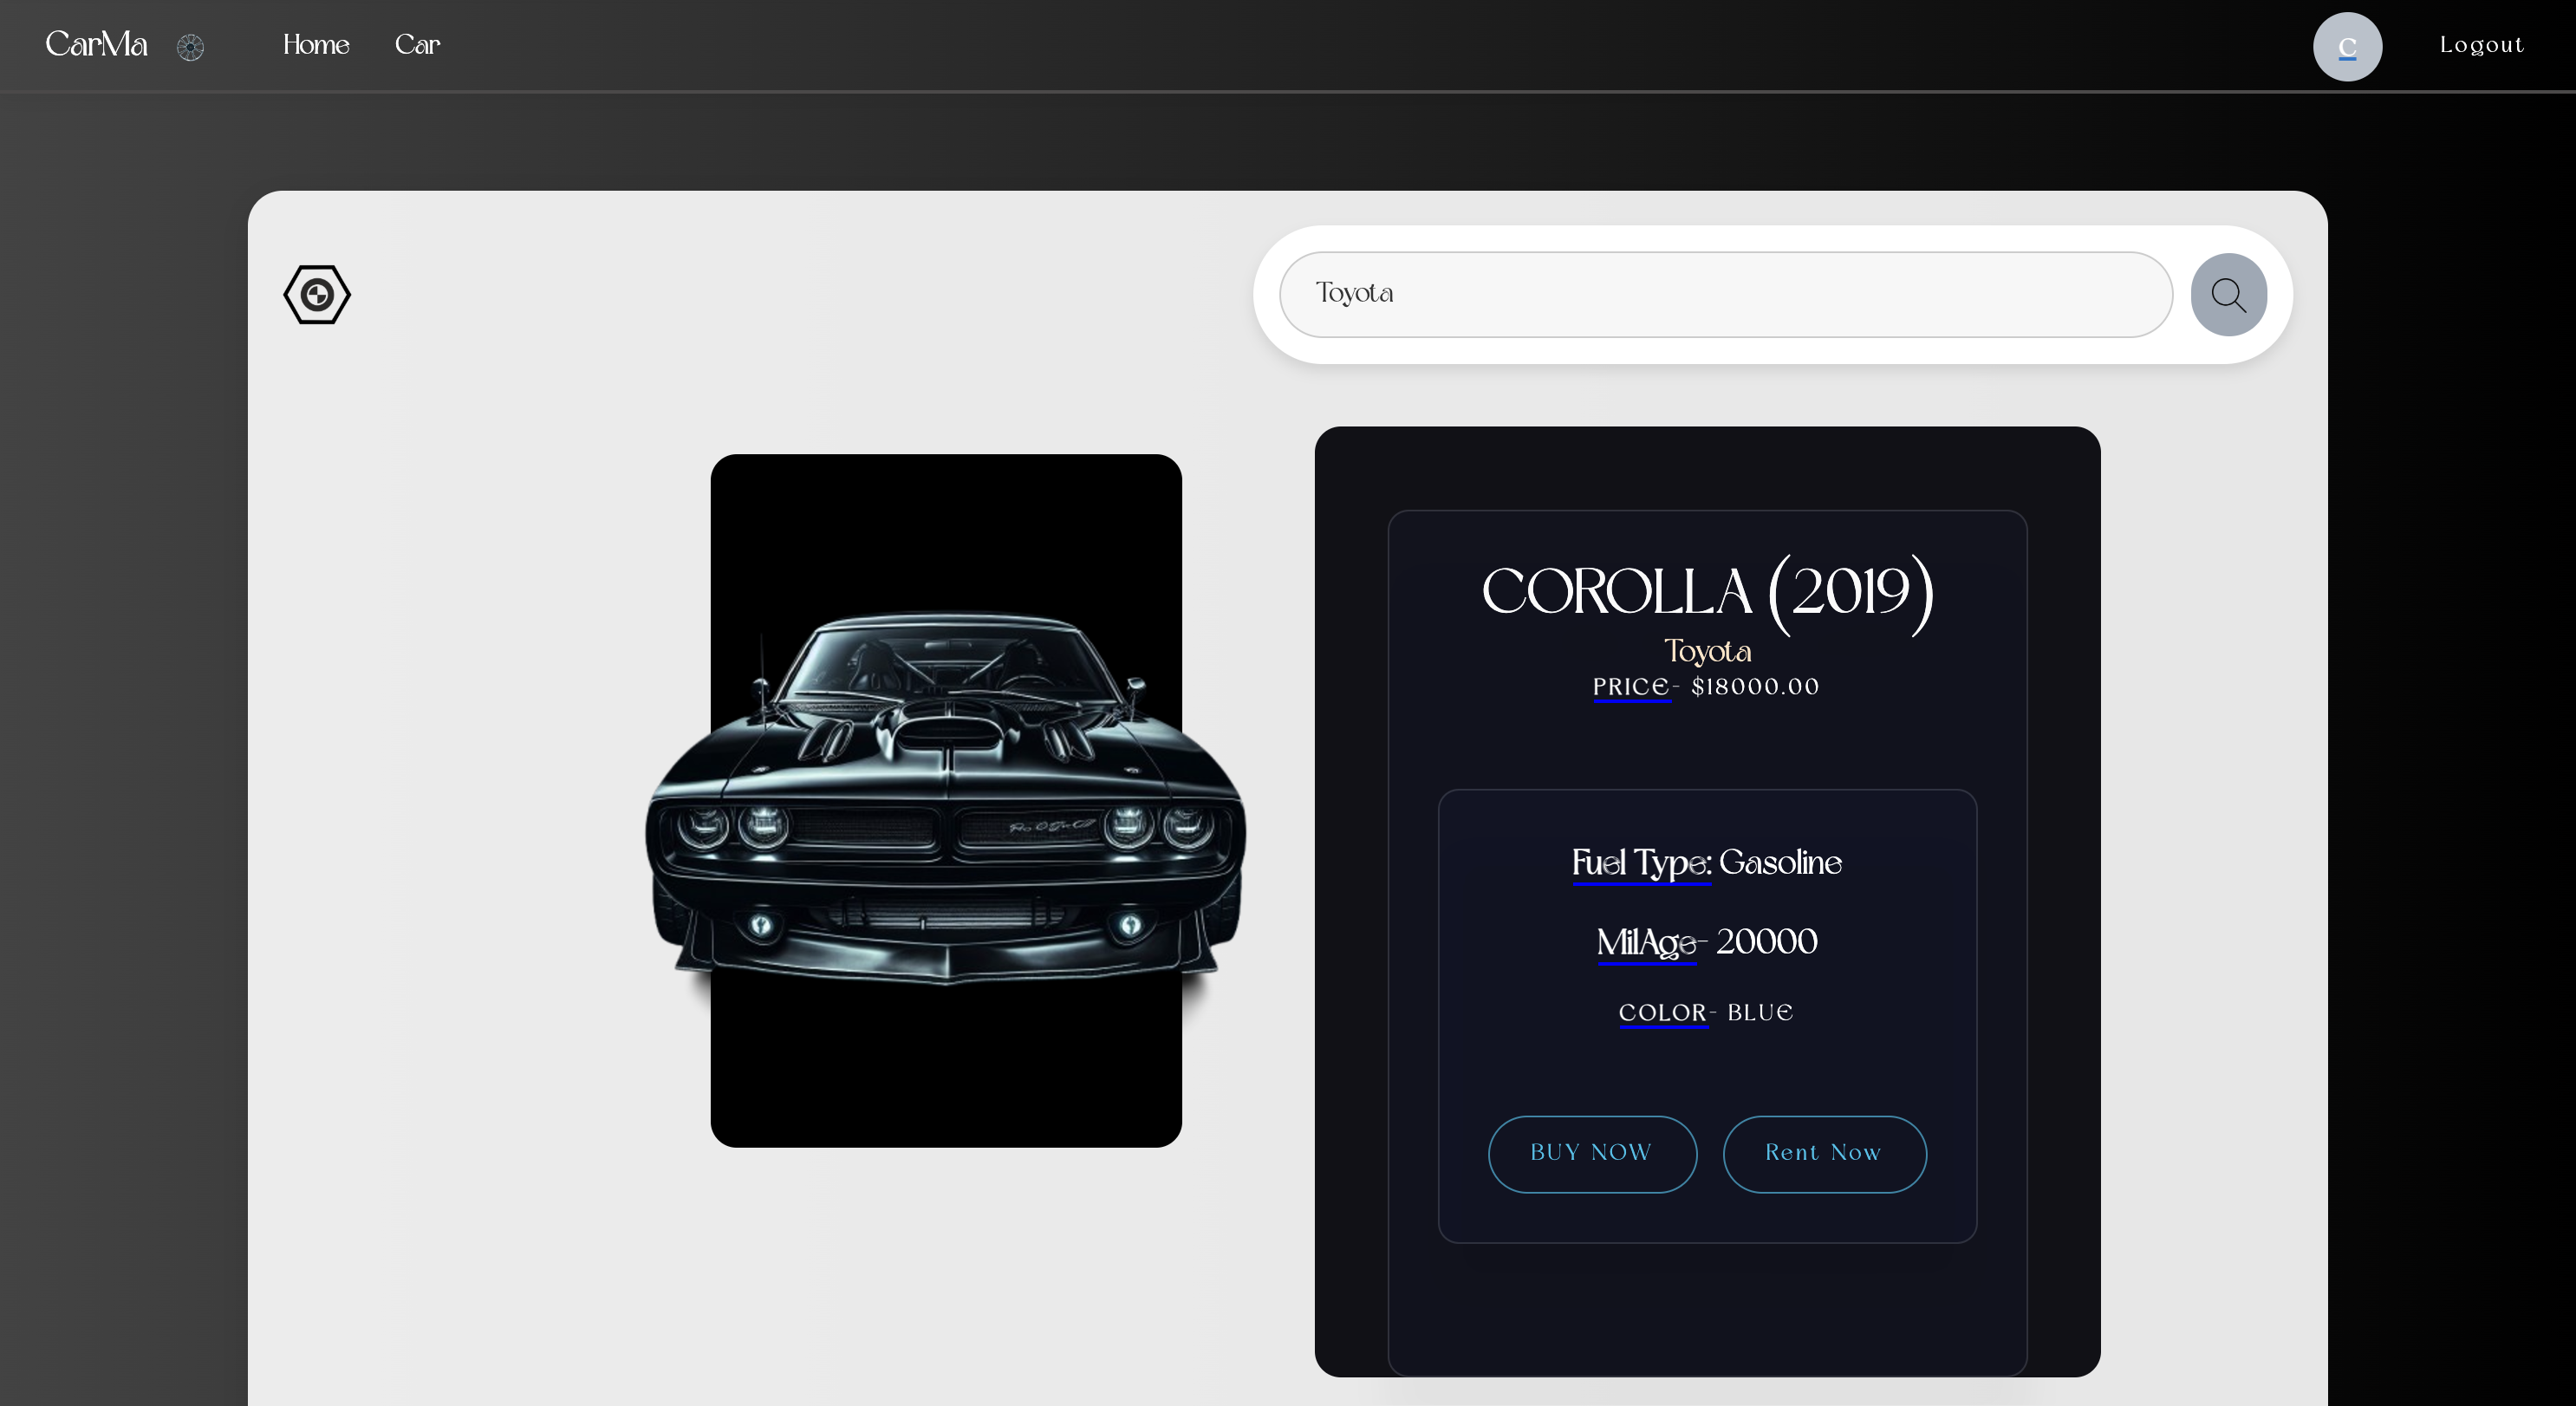 CarMa Home Car C Logout
Toyota
COROLLA (2019)
Toyota
PRICE- $18000.00
Fuel Type: Gasoline
MilAge- 20000
COLOR- BLUE
BUY NOW Rent Now